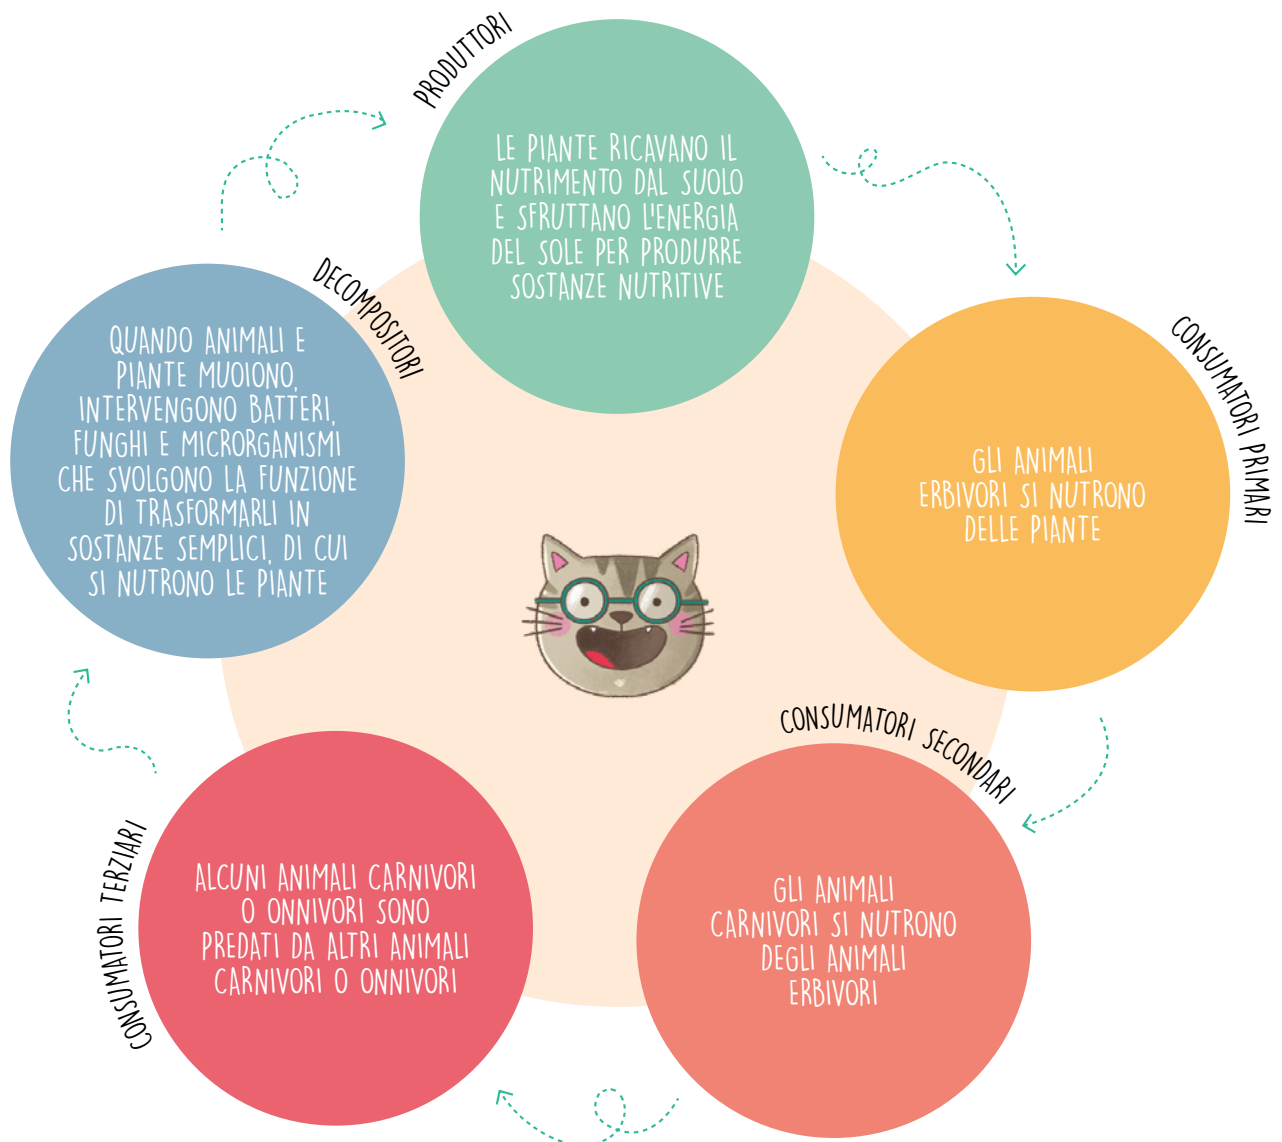 PRODUTTORI
LE PIANTE RICAVANO IL
NUTRIMENTO DAL SUOLO
E SFRUTTANO L'ENERGIA
DEL SOLE PER PRODURRE
SOSTANZE NUTRITIVE
CONSUMATORI PRIMARI
GLI ANIMALI
ERBIVORI SI NUTRONO
DELLE PIANTE
CONSUMATORI SECONDARI
GLI ANIMALI
CARNIVORI SI NUTRONO
DEGLI ANIMALI
ERBIVORI
CONSUMATORI TERZIARI
ALCUNI ANIMALI CARNIVORI
O ONNIVORI SONO
PREDATI DA ALTRI ANIMALI
CARNIVORI O ONNIVORI
DECOMPOSITORI
QUANDO ANIMALI E
PIANTE MUOIONO,
INTERVENGONO BATTERI,
FUNGHI E MICRORGANISMI
CHE SVOLGONO LA FUNZIONE
DI TRASFORMARLI IN
SOSTANZE SEMPLICI, DI CUI
SI NUTRONO LE PIANTE